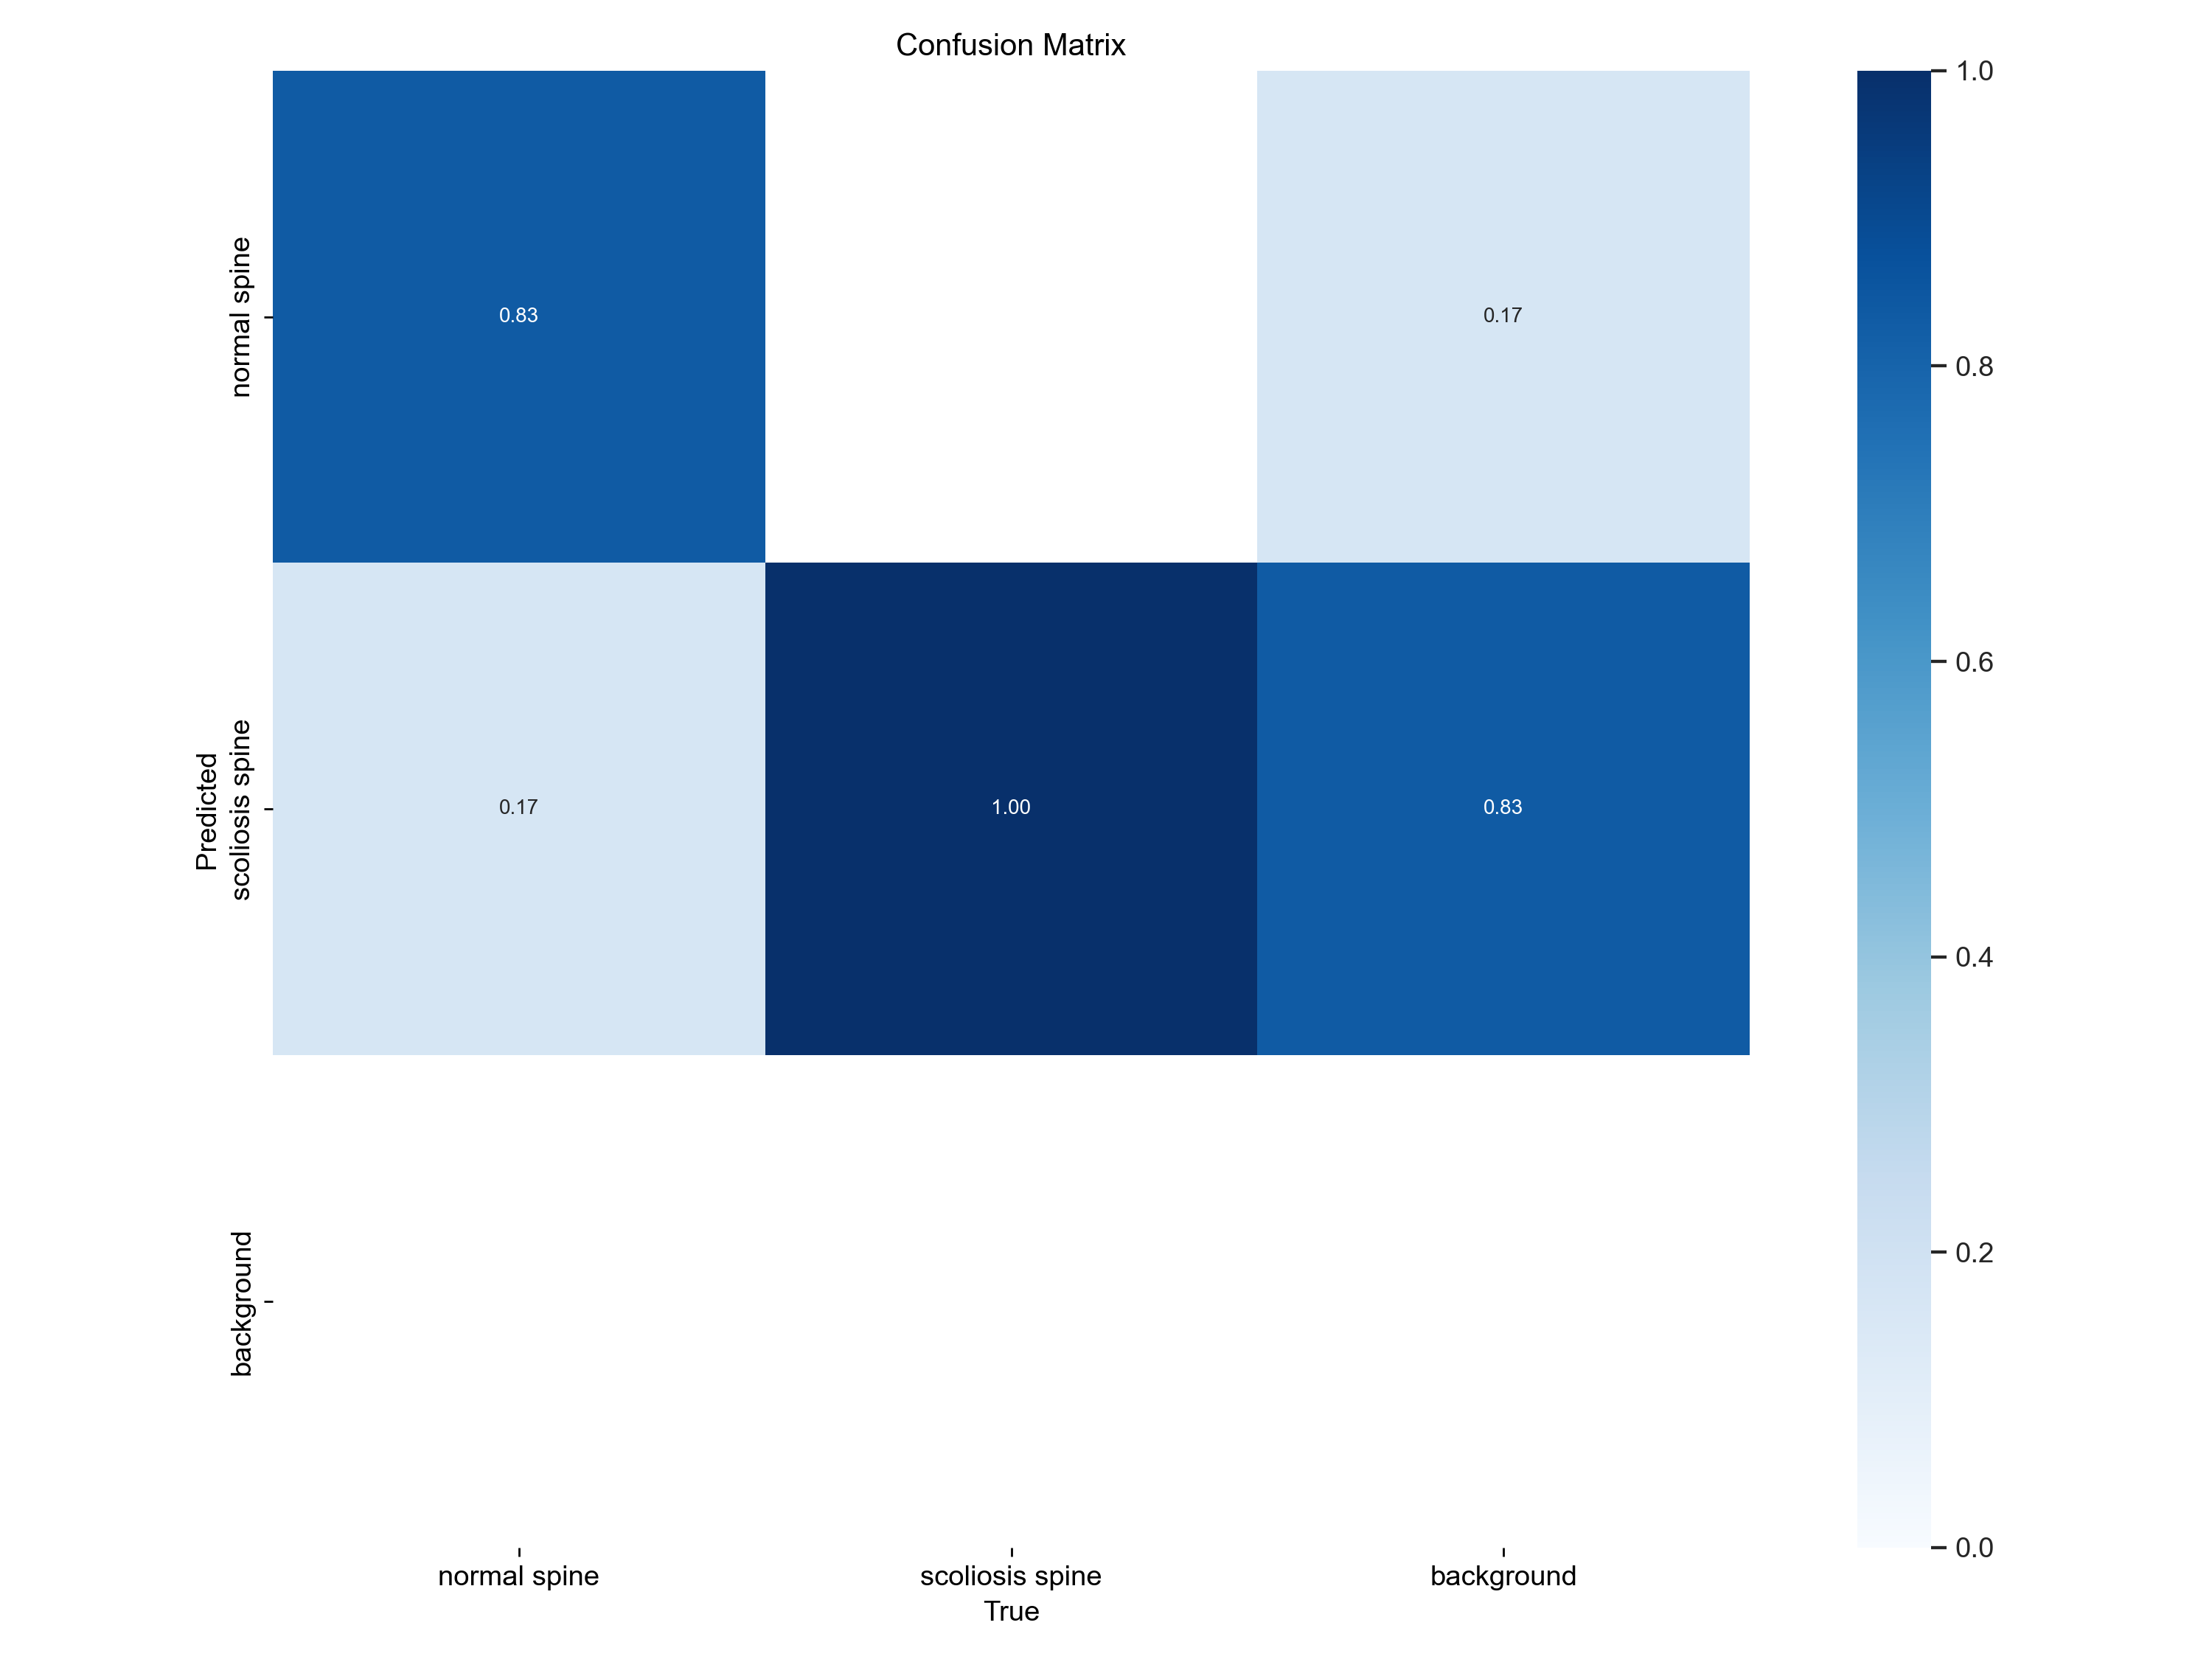 Confusion Matrix
normal spine
scoliosis spine
background
Predicted
0.83
0.17
0.17
1.00
0.83
normal spine
scoliosis spine
background
True
1.0
0.8
0.6
0.4
0.2
0.0